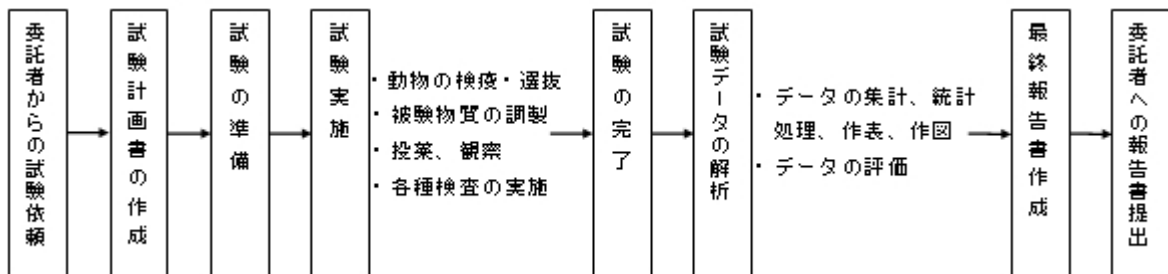 委託者からの試験依頼
試験計画書の作成
試験の準備
試験実施
・動物の検疫・選抜
・被験物質の調製
・投薬、観察
・各種検査の実施
試験の完了
試験データの解析
・データの集計、統計
処理、作表、作図
・データの評価
最終報告書作成
委託者への報告書提出